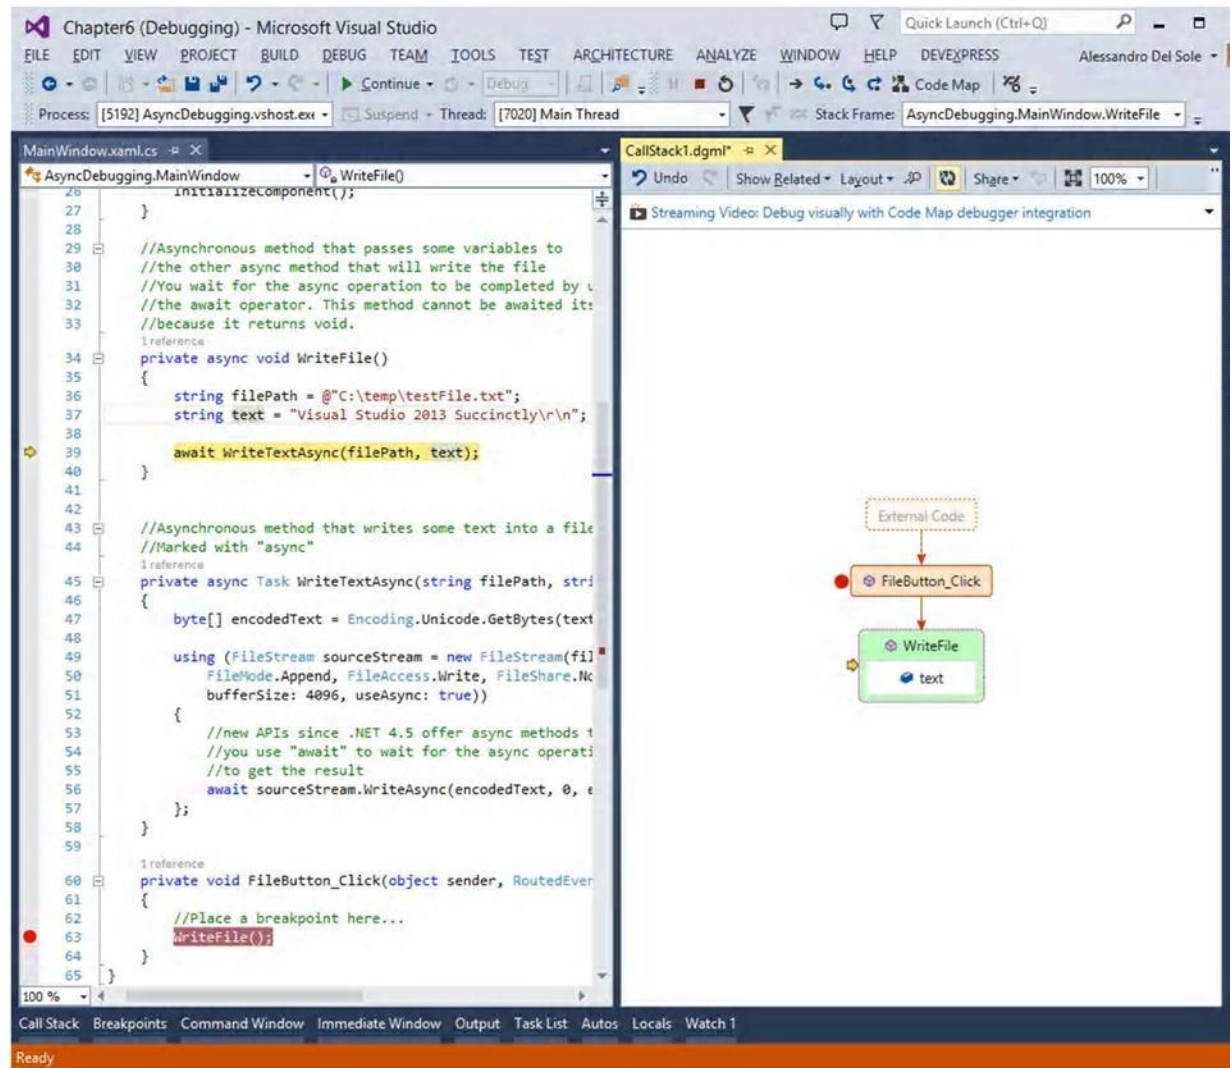 Chapter6 (Debugging) - Microsoft Visual Studio
Quick Launch (Ctrl+Q)
FILE EDIT VIEW PROJECT BUILD DEBUG TEAM TOOLS TEST ARCHITECTURE ANALYZE WINDOW HELP DEVEXPRESS Alessandro Del Sole
Continue Debug Code Map
Process: [5192] AsyncDebugging.vshost.exe Suspend Thread: [7020] Main Thread Stack Frame: AsyncDebugging.MainWindow.WriteFile
MainWindow.xaml.cs
AsyncDebugging.MainWindow WriteFile()
26 InitializeComponent();
27 }
28
29 //Asynchronous method that passes some variables to
30 //the other async method that will write the file
31 //You wait for the async operation to be completed by u
32 //the await operator. This method cannot be awaited its
33 //because it returns void.
1 reference
34 private async void WriteFile()
35 {
36 string filePath = @"C:\temp\testFile.txt";
37 string text = "Visual Studio 2013 Succinctly\r\n";
38
39 await WriteTextAsync(filePath, text);
40 }
41
42
43 //Asynchronous method that writes some text into a file
44 //Marked with "async"
1 reference
45 private async Task WriteTextAsync(string filePath, stri
46 {
47 byte[] encodedText = Encoding.Unicode.GetBytes(text
48
49 using (FileStream sourceStream = new FileStream(fil
50 FileMode.Append, FileAccess.Write, FileShare.No
51 bufferSize: 4096, useAsync: true))
52 {
53 //new APIs since .NET 4.5 offer async methods t
54 //you use "await" to wait for the async operati
55 //to get the result
56 await sourceStream.WriteAsync(encodedText, 0, e
57 };
58 }
59
1 reference
60 private void FileButton_Click(object sender, RoutedEven
61 {
62 //Place a breakpoint here...
63 WriteFile();
64 }
65 }
100 %
CallStack1.dgml*
Undo Show Related Layout Share 100%
Streaming Video: Debug visually with Code Map debugger integration
External Code
FileButton_Click
WriteFile
text
Call Stack Breakpoints Command Window Immediate Window Output Task List Autos Locals Watch 1
Ready